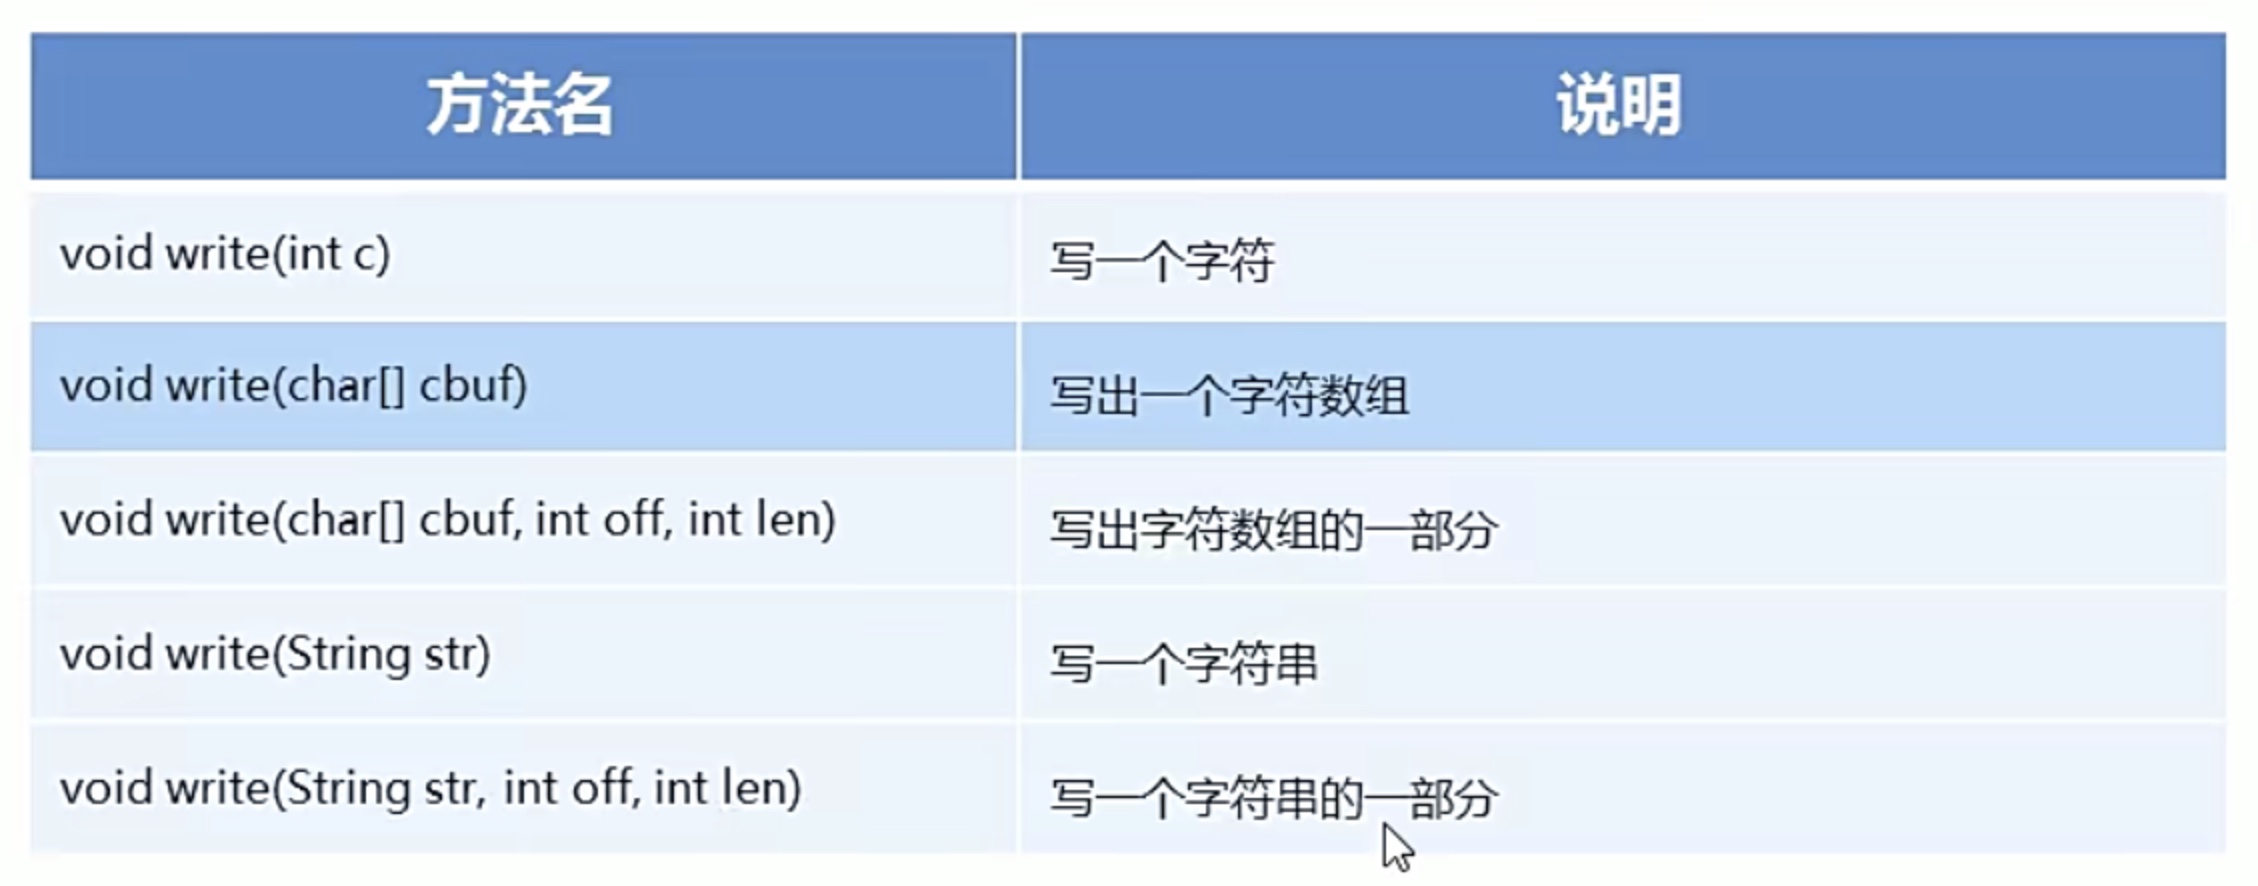 方法名 说明
void write(int c) 写一个字符
void write(char[] cbuf) 写出一个字符数组
void write(char[] cbuf, int off, int len) 写出字符数组的一部分
void write(String str) 写一个字符串
void write(String str, int off, int len) 写一个字符串的一部分